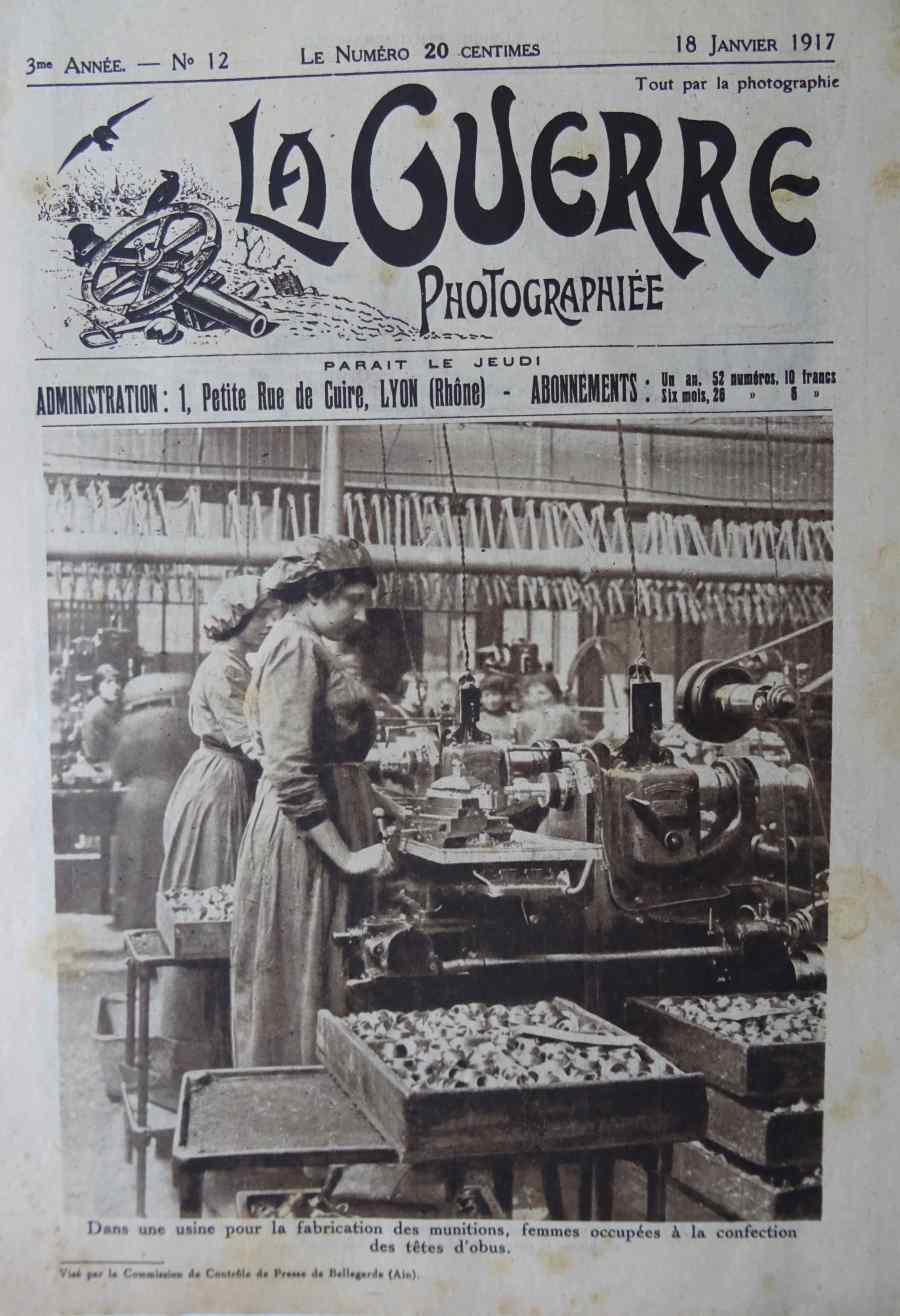 3me ANNÉE. — No 12 LE NUMÉRO 20 CENTIMES 18 JANVIER 1917
Tout par la photographie
LA GUERRE
PHOTOGRAPHIÉE
PARAIT LE JEUDI
ADMINISTRATION : 1, Petite Rue de Cuire, LYON (Rhône) - ABONNEMENTS : Un an, 52 numéros, 10 francs
Six mois, 26 » 6 »
Dans une usine pour la fabrication des munitions, femmes occupées à la confection
des têtes d'obus.
Visé par la Commission de Contrôle de Presse de Bellegarde (Ain).